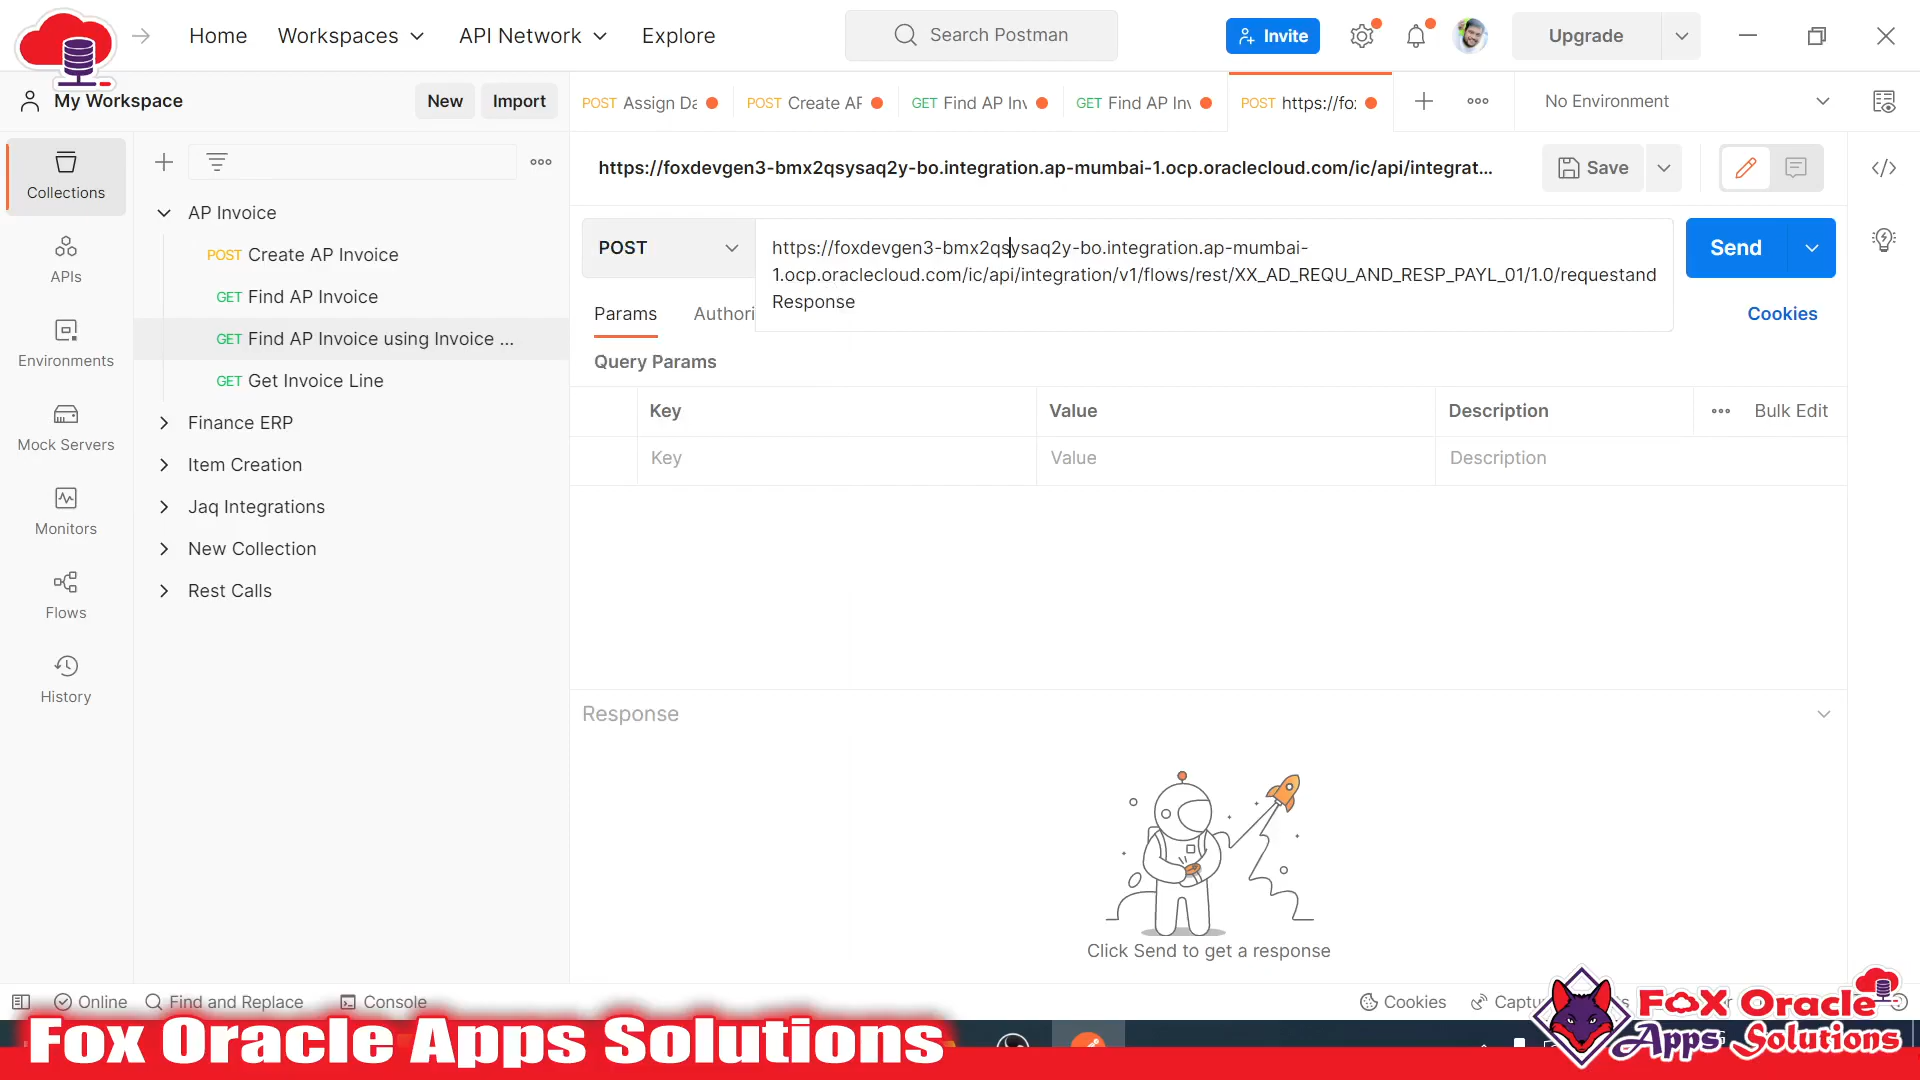 Home
Workspaces
API Network
Explore
Search Postman
Invite
Upgrade
My Workspace
New
Import
POST Assign Da
POST Create AP
GET Find AP Inv
GET Find AP Inv
POST https://fo
No Environment
Collections
https://foxdevgen3-bmx2qsysaq2y-bo.integration.ap-mumbai-1.ocp.oraclecloud.com/ic/api/integrat...
Save
AP Invoice
POST Create AP Invoice
GET Find AP Invoice
GET Find AP Invoice using Invoice ...
GET Get Invoice Line
Finance ERP
Item Creation
Jaq Integrations
New Collection
Rest Calls
APIs
Environments
Mock Servers
Monitors
Flows
History
POST
https://foxdevgen3-bmx2qsysaq2y-bo.integration.ap-mumbai-
1.ocp.oraclecloud.com/ic/api/integration/v1/flows/rest/XX_AD_REQU_AND_RESP_PAYL_01/1.0/requestand
Response
Send
Params
Authori
Cookies
Query Params
Key
Value
Description
Bulk Edit
Key
Value
Description
Response
Click Send to get a response
Online
Find and Replace
Console
Cookies
Captu
Fox Oracle Apps Solutions
Fox Oracle
Apps Solutions